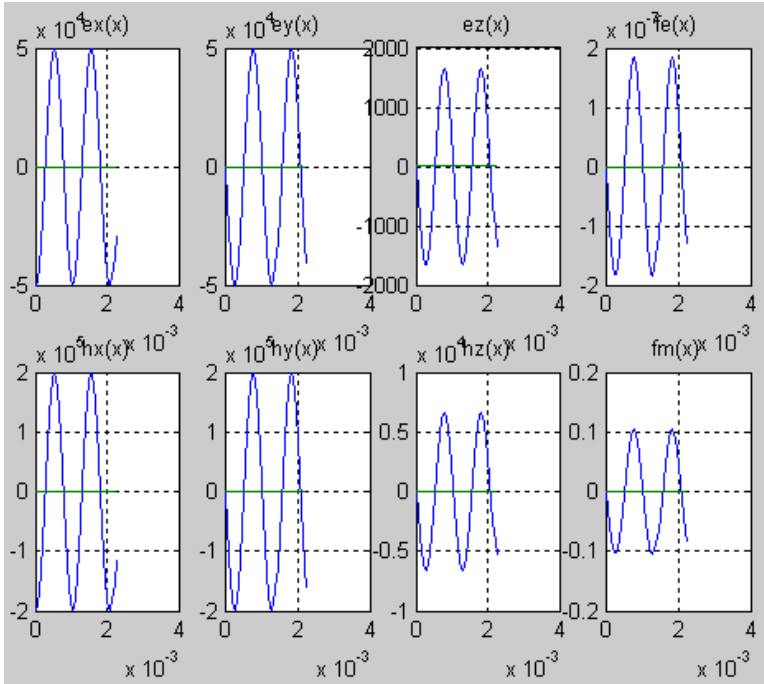 x 10^4 ex(x)
x 10^4 ey(x)
ez(x)
x 10^-7 fe(x)
5
0
-5
0 2 4
x 10^-3
5
0
-5
0 2 4
x 10^-3
2000
1000
0
-1000
-2000
0 2 4
x 10^-3
2
1
0
-1
-2
0 2 4
x 10^-3
x 10^5 hx(x)
x 10^5 hy(x)
x 10^4 hz(x)
fm(x)
2
1
0
-1
-2
0 2 4
x 10^-3
2
1
0
-1
-2
0 2 4
x 10^-3
1
0.5
0
-0.5
-1
0 2 4
x 10^-3
0.2
0.1
0
-0.1
-0.2
0 2 4
x 10^-3